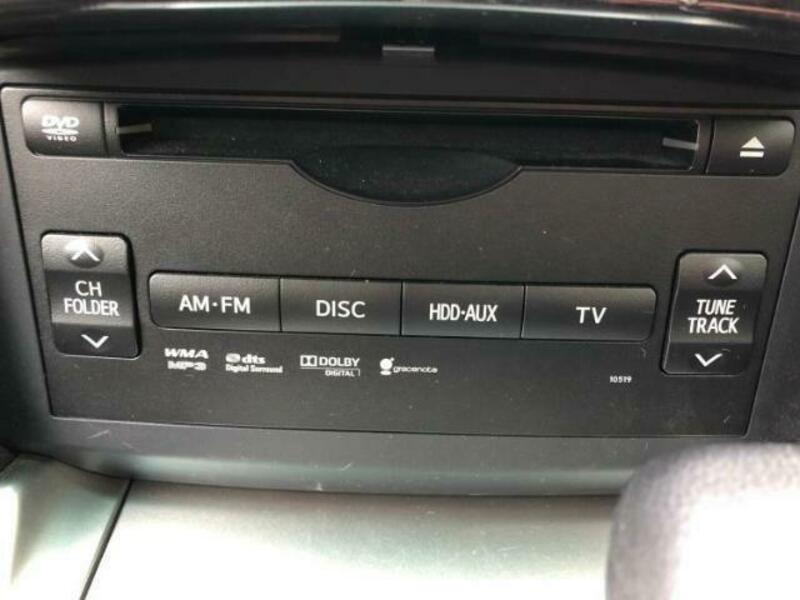 DVD
VIDEO
CH
FOLDER
AM·FM
DISC
HDD·AUX
TV
TUNE
TRACK
WMA
MP3
dts
Digital Surround
DOLBY
DIGITAL
gracenote
10519